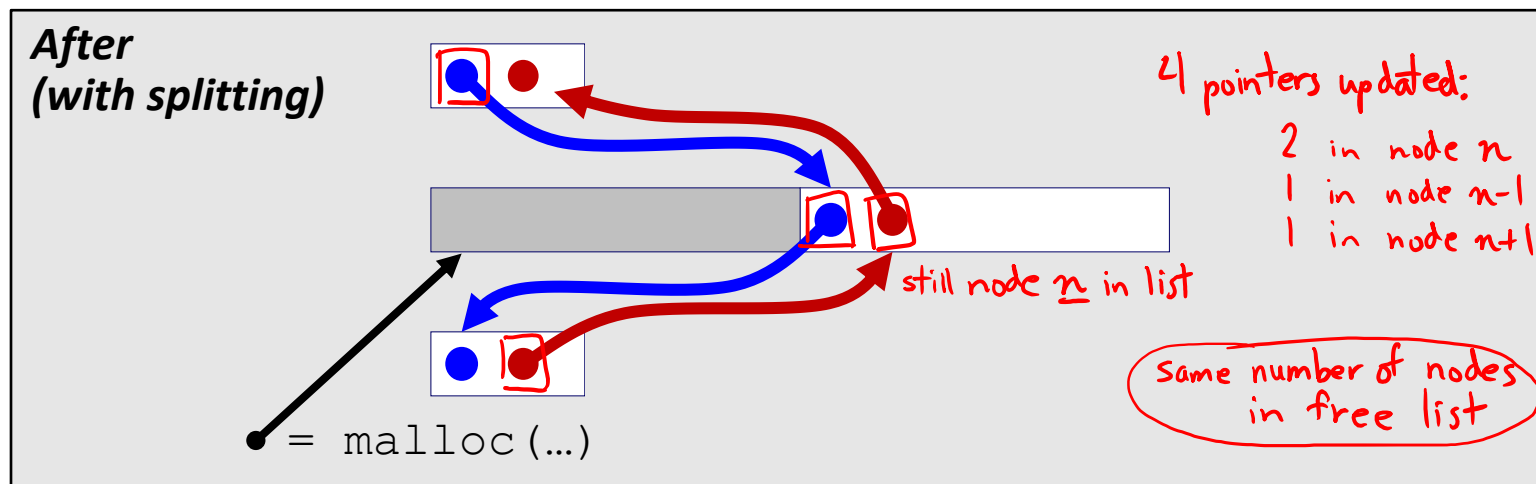 After
(with splitting)
4 pointers updated:
2 in node n
1 in node n-1
1 in node n+1
still node n in list
same number of nodes
in free list
= malloc(…)